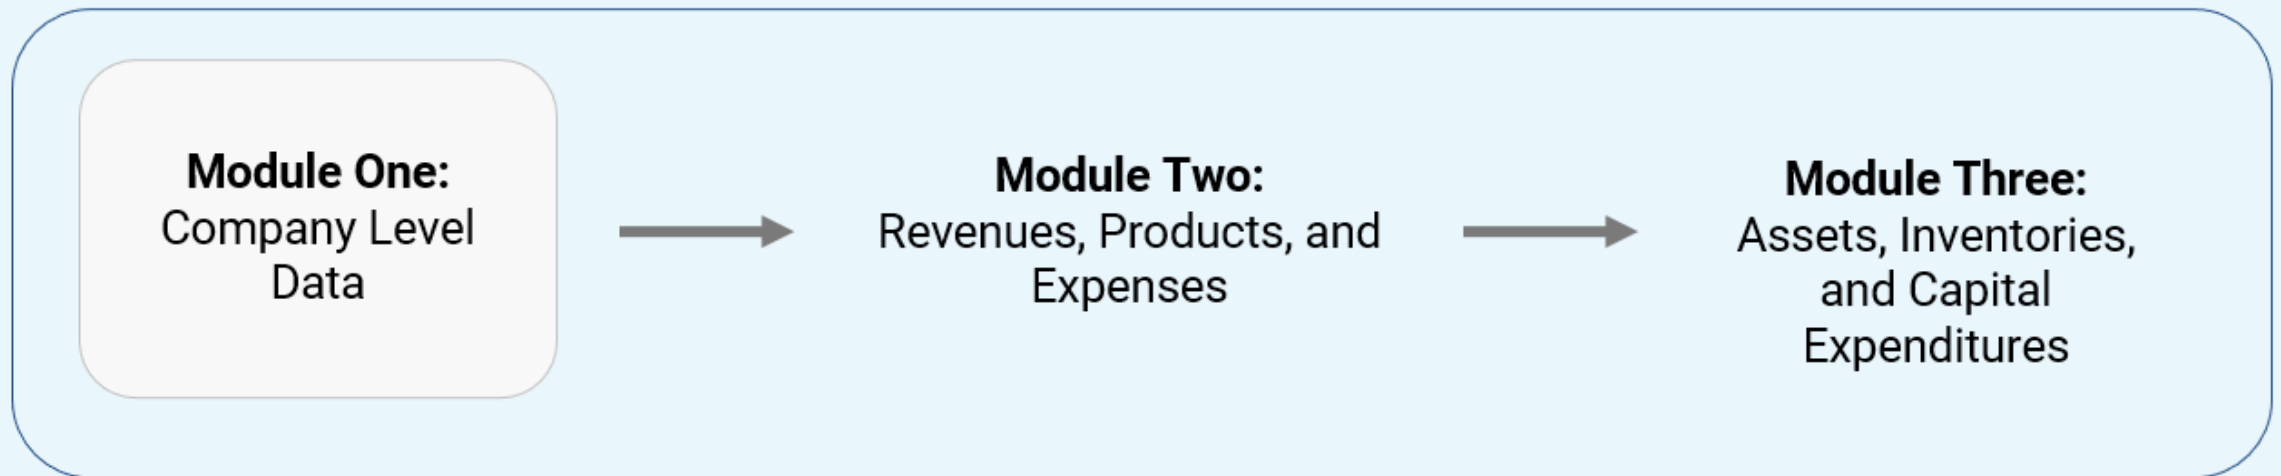 Module One:
Company Level
Data
Module Two:
Revenues, Products, and
Expenses
Module Three:
Assets, Inventories,
and Capital
Expenditures